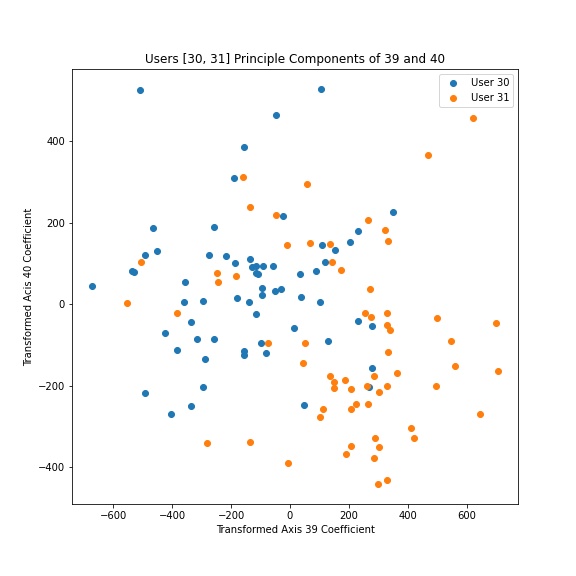 Users [30, 31] Principle Components of 39 and 40
User 30
User 31
Transformed Acis 40 Coefficient
400
200
0
−200
−400
−600
−400
−200
0
200
400
600
Transformed Axis 39 Coefficient